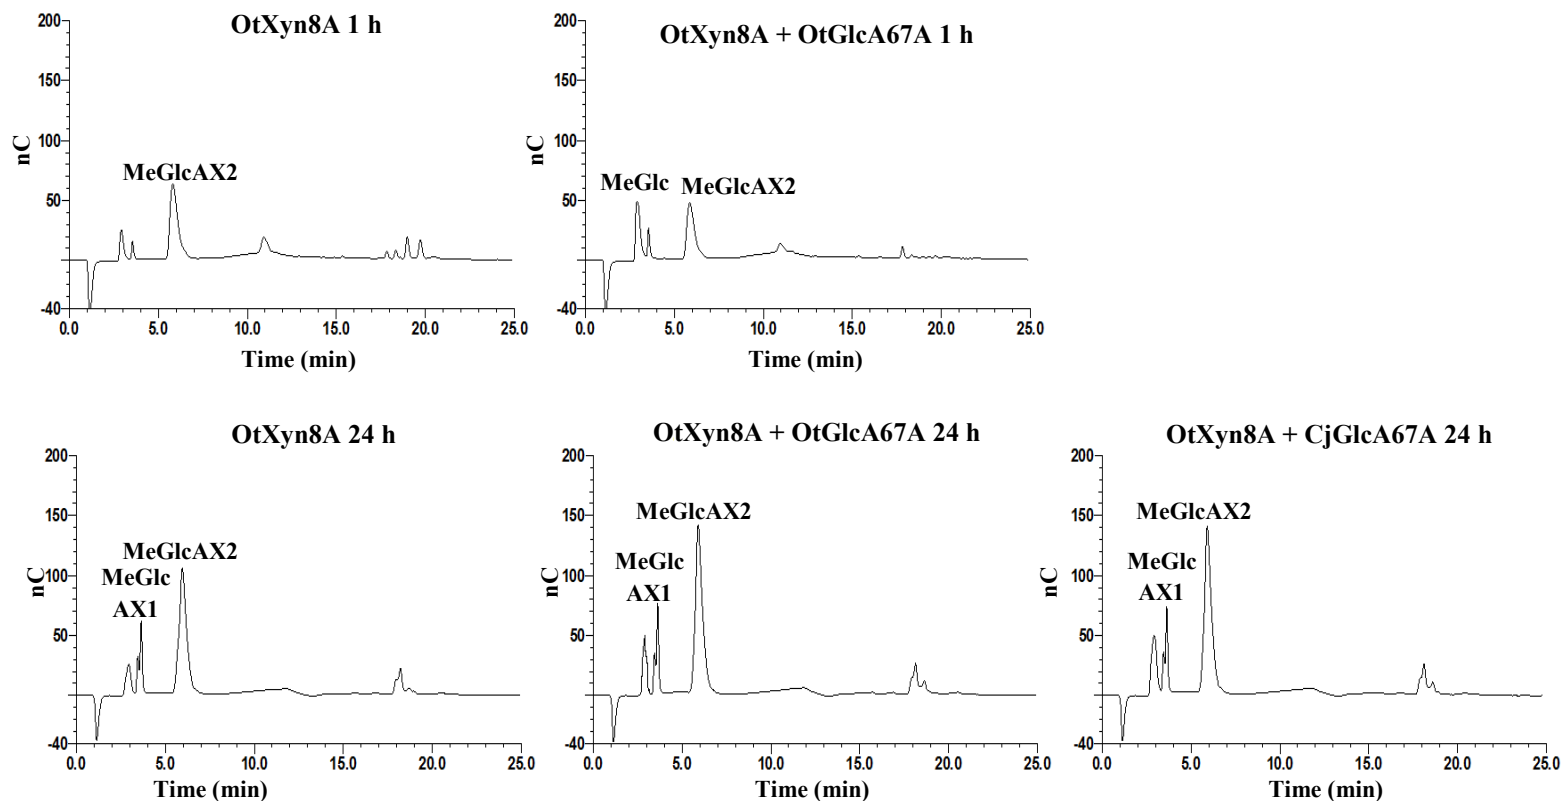 OtXyn8A 1 h
200
150
100
50
-40
nC
MeGlcAX2
0.0 5.0 10.0 15.0 20.0 25.0
Time (min)
OtXyn8A + OtGlcA67A 1 h
200
150
100
50
-40
nC
MeGlc MeGlcAX2
0.0 5.0 10.0 15.0 20.0 25.0
Time (min)
OtXyn8A 24 h
200
150
100
50
-40
nC
MeGlcAX2
MeGlc
AX1
0.0 5.0 10.0 15.0 20.0 25.0
Time (min)
OtXyn8A + OtGlcA67A 24 h
200
150
100
50
-40
nC
MeGlcAX2
MeGlc
AX1
0.0 5.0 10.0 15.0 20.0 25.0
Time (min)
OtXyn8A + CjGlcA67A 24 h
200
150
100
50
-40
nC
MeGlcAX2
MeGlc
AX1
0.0 5.0 10.0 15.0 20.0 25.0
Time (min)